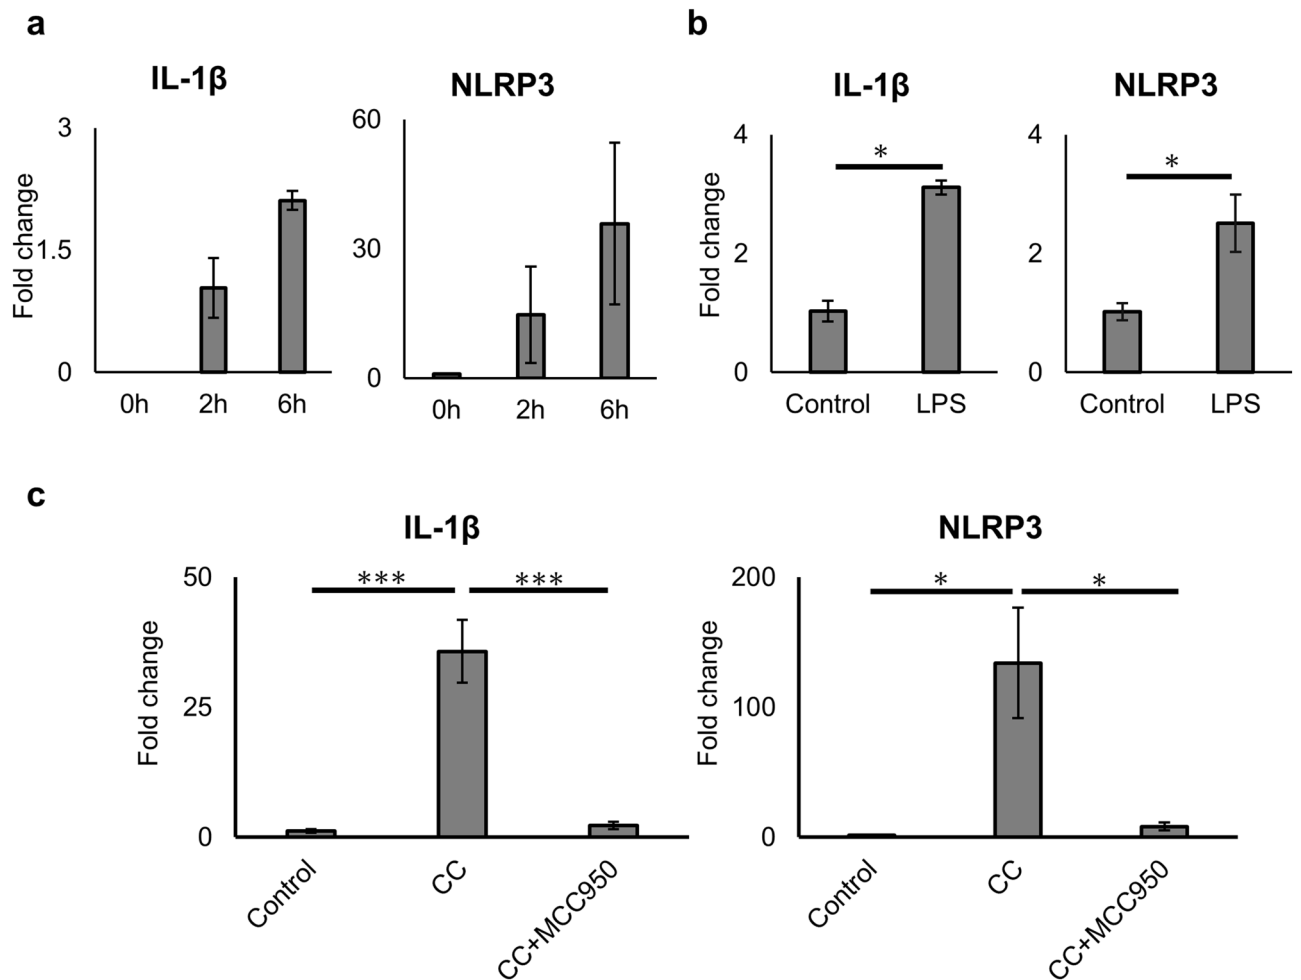 a
IL-1β
Fold change
3
1.5
0
0h 2h 6h
NLRP3
60
30
0
0h 2h 6h
b
IL-1β
Fold change
4
2
0
*
Control LPS
NLRP3
4
2
0
*
Control LPS
c
IL-1β
Fold change
50
25
0
*** ***
Control CC CC+MCC950
NLRP3
Fold change
200
100
0
* *
Control CC CC+MCC950